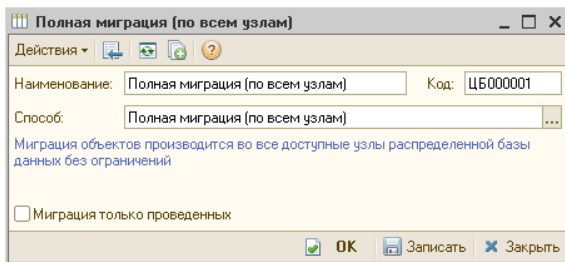 Полная миграция (по всем узлам)
Действия
Наименование: Полная миграция (по всем узлам) Код: ЦБ000001
Способ: Полная миграция (по всем узлам) ...
Миграция объектов производится во все доступные узлы распределенной базы
данных без ограничений
Миграция только проведенных
OK Записать Закрыть